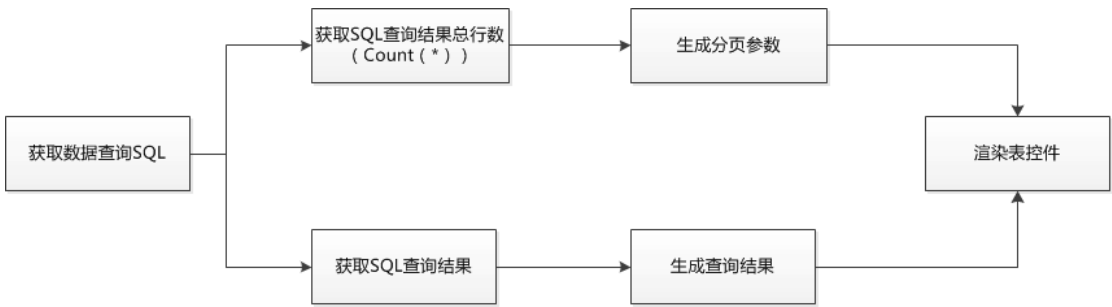 获取SQL查询结果总行数
（Count（*））
生成分页参数
获取数据查询SQL
渲染表控件
获取SQL查询结果
生成查询结果